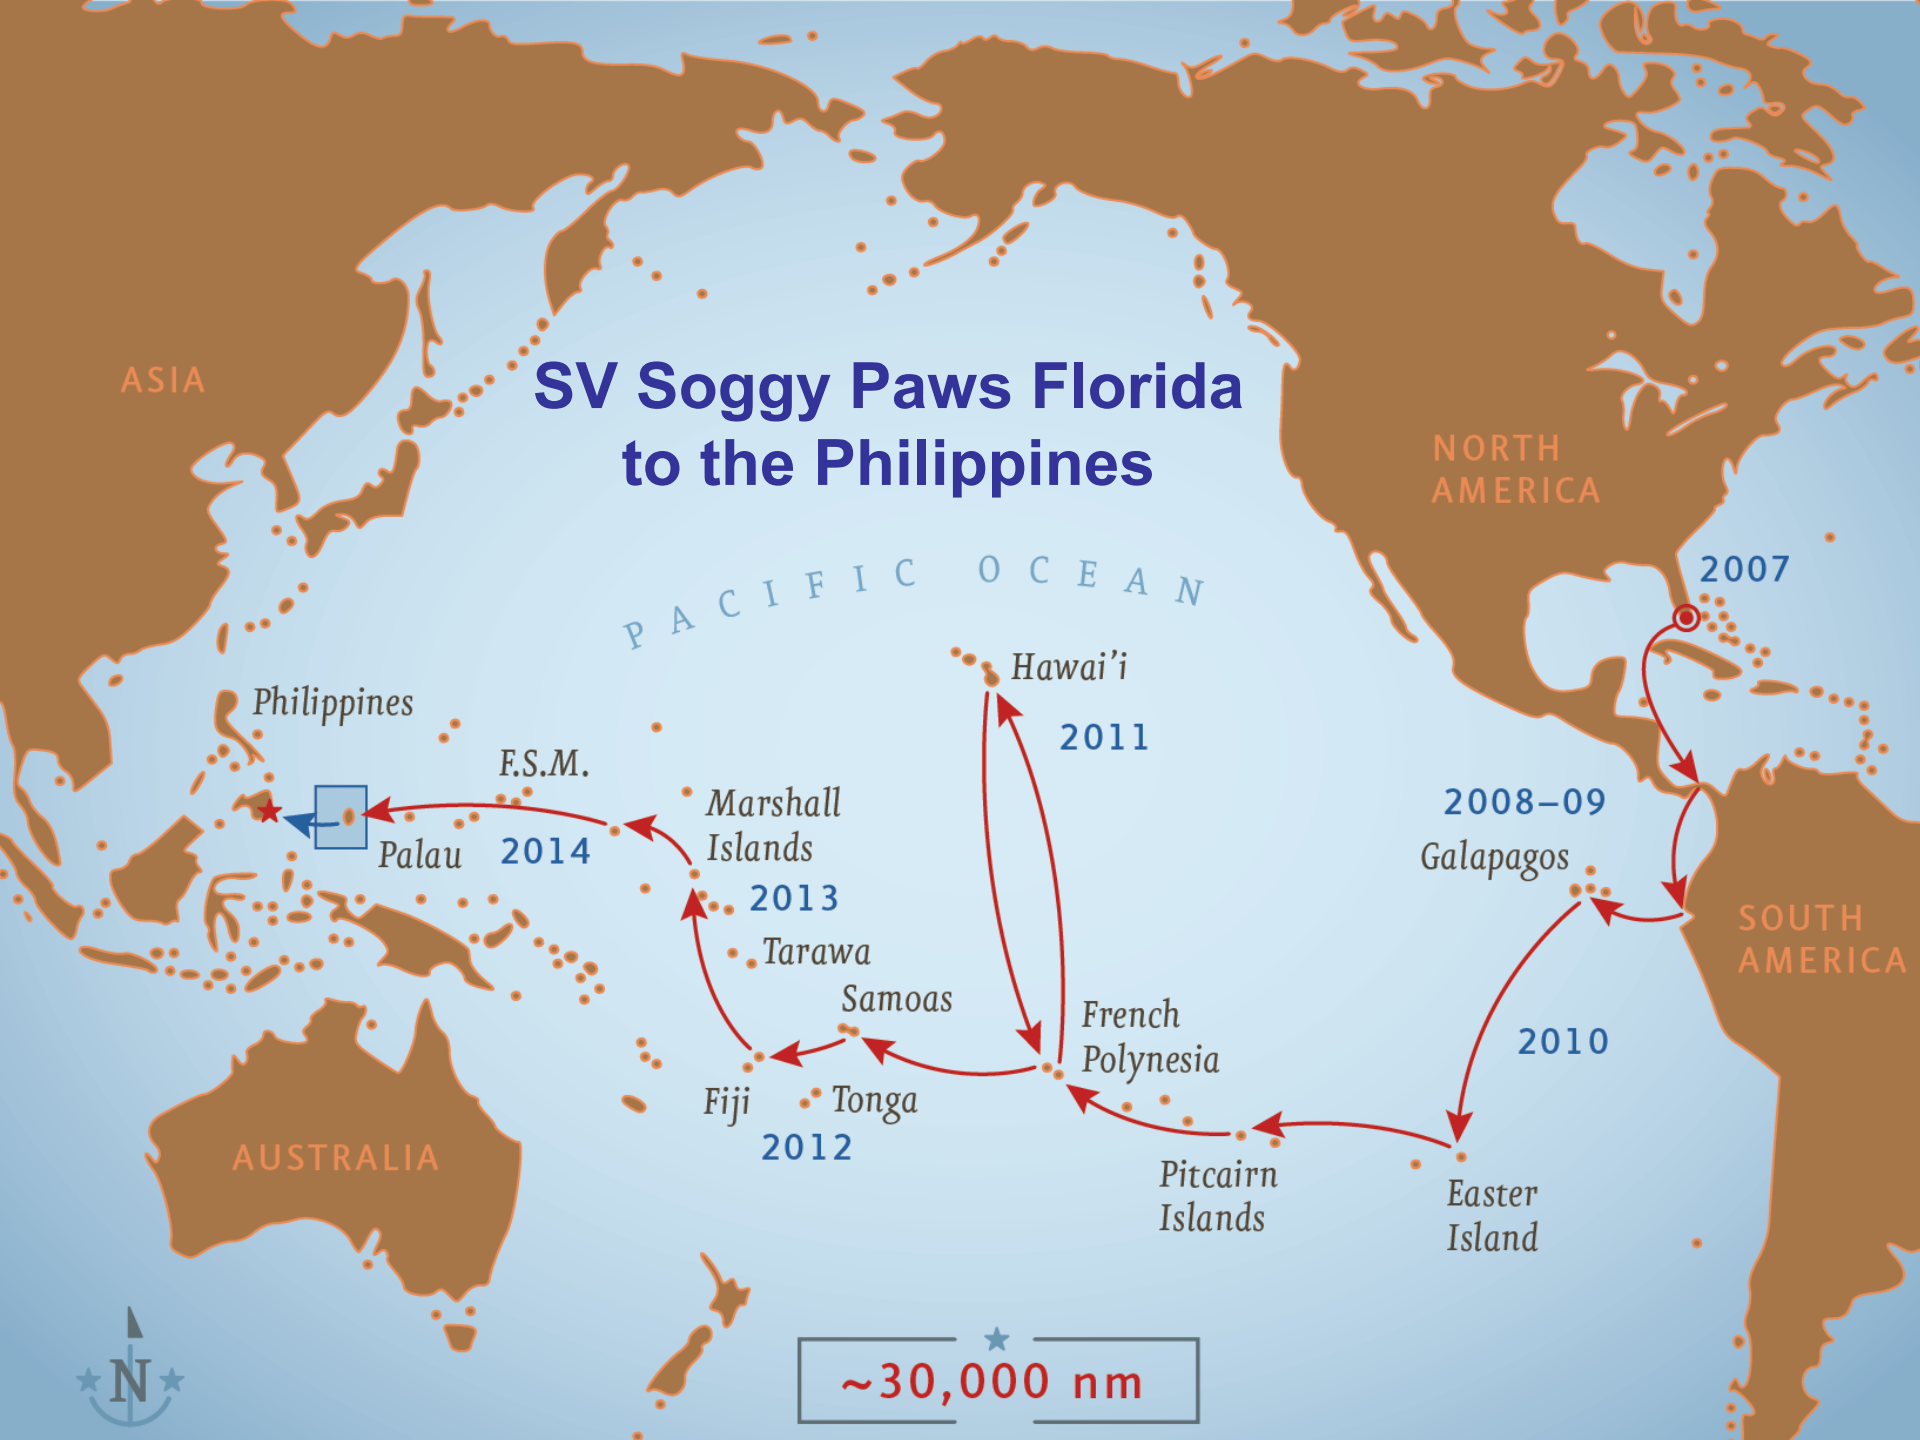 SV Soggy Paws Florida
to the Philippines
ASIA
NORTH
AMERICA
PACIFIC OCEAN
2007
Hawai'i
2011
Philippines
F.S.M.
Marshall
Islands
2008–09
Galapagos
Palau
2014
2013
Tarawa
SOUTH
AMERICA
Samoas
French
Polynesia
2010
Fiji
Tonga
2012
AUSTRALIA
Pitcairn
Islands
Easter
Island
N
~30,000 nm